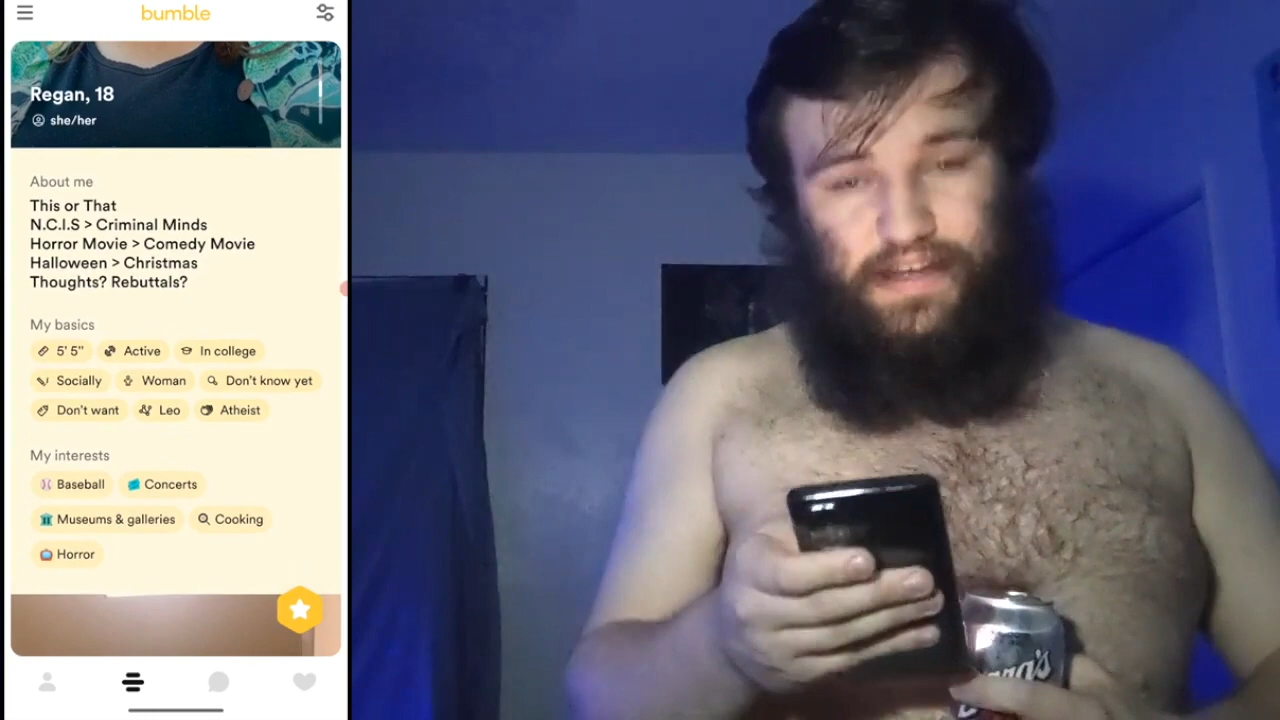 bumble
Regan, 18
she/her
About me
This or That
N.C.I.S > Criminal Minds
Horror Movie > Comedy Movie
Halloween > Christmas
Thoughts? Rebuttals?
My basics
5' 5"
Active
In college
Socially
Woman
Don't know yet
Don't want
Leo
Atheist
My interests
Baseball
Concerts
Museums & galleries
Cooking
Horror